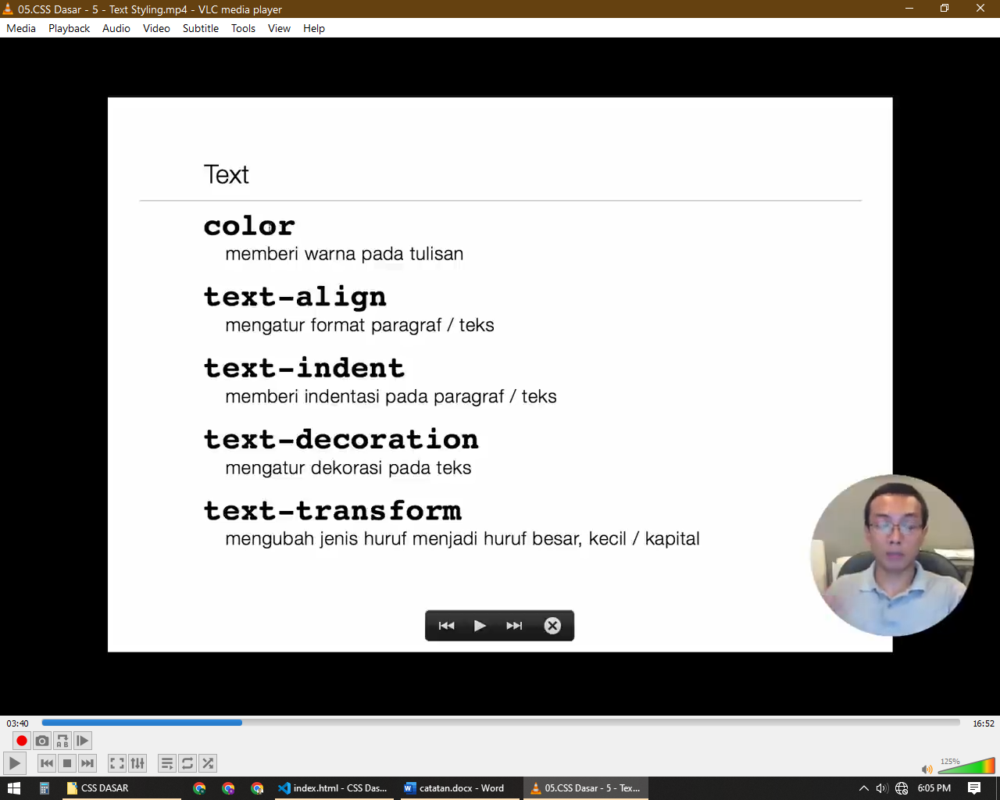 05.CSS Dasar - 5 - Text Styling.mp4 - VLC media player
Media Playback Audio Video Subtitle Tools View Help
Text
color
memberi warna pada tulisan
text-align
mengatur format paragraf / teks
text-indent
memberi indentasi pada paragraf / teks
text-decoration
mengatur dekorasi pada teks
text-transform
mengubah jenis huruf menjadi huruf besar, kecil / kapital
03:40 16:52
A B
125%
CSS DASAR index.html - CSS Das... catatan.docx - Word 05.CSS Dasar - 5 - Tex... 6:05 PM